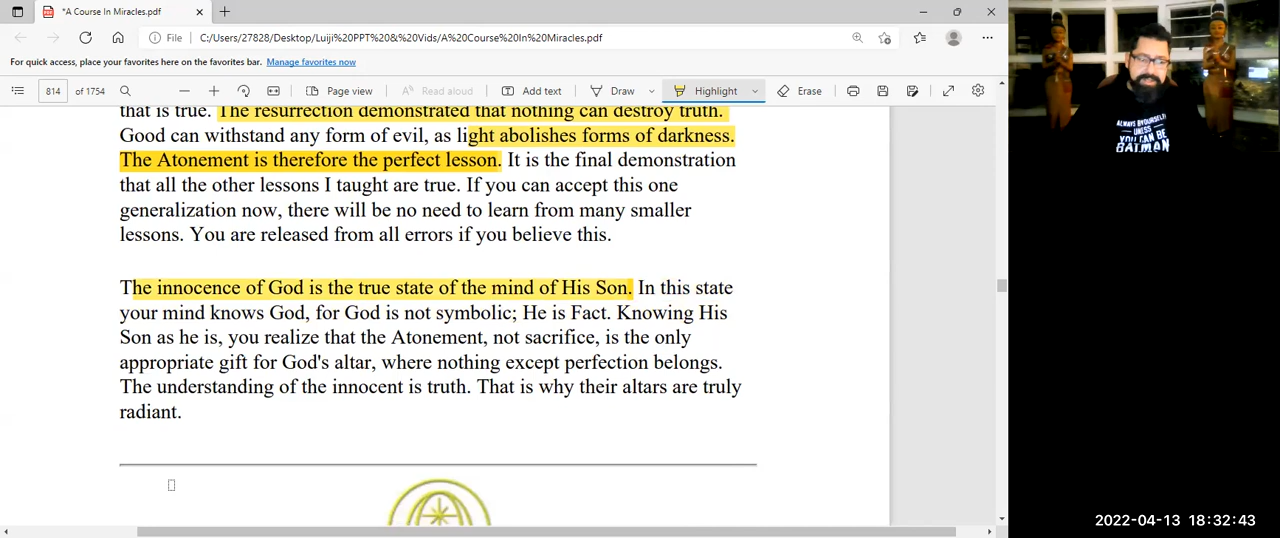 *A Course In Miracles.pdf
File
C:/Users/27828/Desktop/Luiji%20PPT%20&%20Vids/A%20Course%20In%20Miracles.pdf
For quick access, place your favorites here on the favorites bar. Manage favorites now
814 of 1754 Page view Read aloud Add text Draw Highlight Erase
that is true. The resurrection demonstrated that nothing can destroy truth.
Good can withstand any form of evil, as light abolishes forms of darkness.
The Atonement is therefore the perfect lesson. It is the final demonstration
that all the other lessons I taught are true. If you can accept this one
generalization now, there will be no need to learn from many smaller
lessons. You are released from all errors if you believe this.
The innocence of God is the true state of the mind of His Son. In this state
your mind knows God, for God is not symbolic; He is Fact. Knowing His
Son as he is, you realize that the Atonement, not sacrifice, is the only
appropriate gift for God's altar, where nothing except perfection belongs.
The understanding of the innocent is truth. That is why their altars are truly
radiant.
ALWAYS BE YOURSELF
UNLESS
YOU CAN BE
BATMAN
2022-04-13 18:32:43